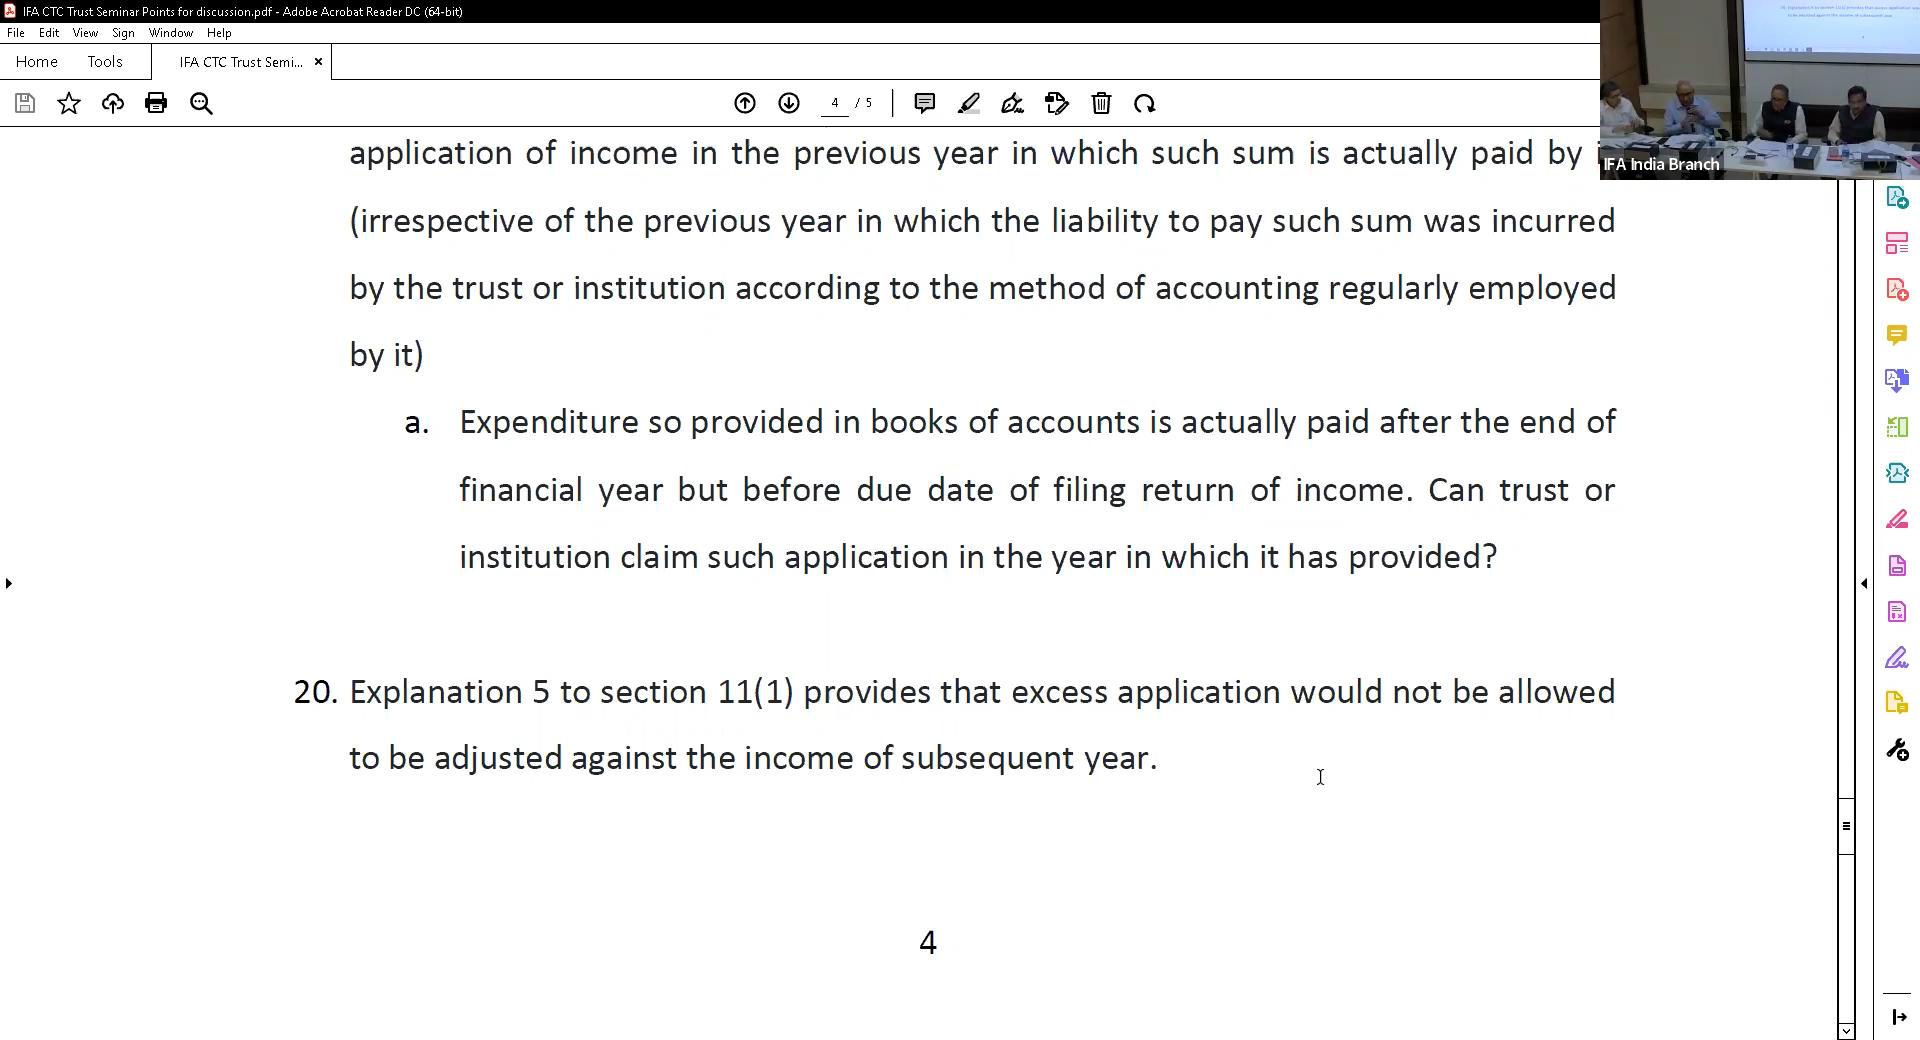 IFA CTC Trust Seminar Points for discussion.pdf - Adobe Acrobat Reader DC (64-bit)
File Edit View Sign Window Help
Home Tools IFA CTC Trust Semi... ×
4 / 5
IFA India Branch
application of income in the previous year in which such sum is actually paid by
(irrespective of the previous year in which the liability to pay such sum was incurred
by the trust or institution according to the method of accounting regularly employed
by it)
a. Expenditure so provided in books of accounts is actually paid after the end of
financial year but before due date of filing return of income. Can trust or
institution claim such application in the year in which it has provided?
20. Explanation 5 to section 11(1) provides that excess application would not be allowed
to be adjusted against the income of subsequent year.
4